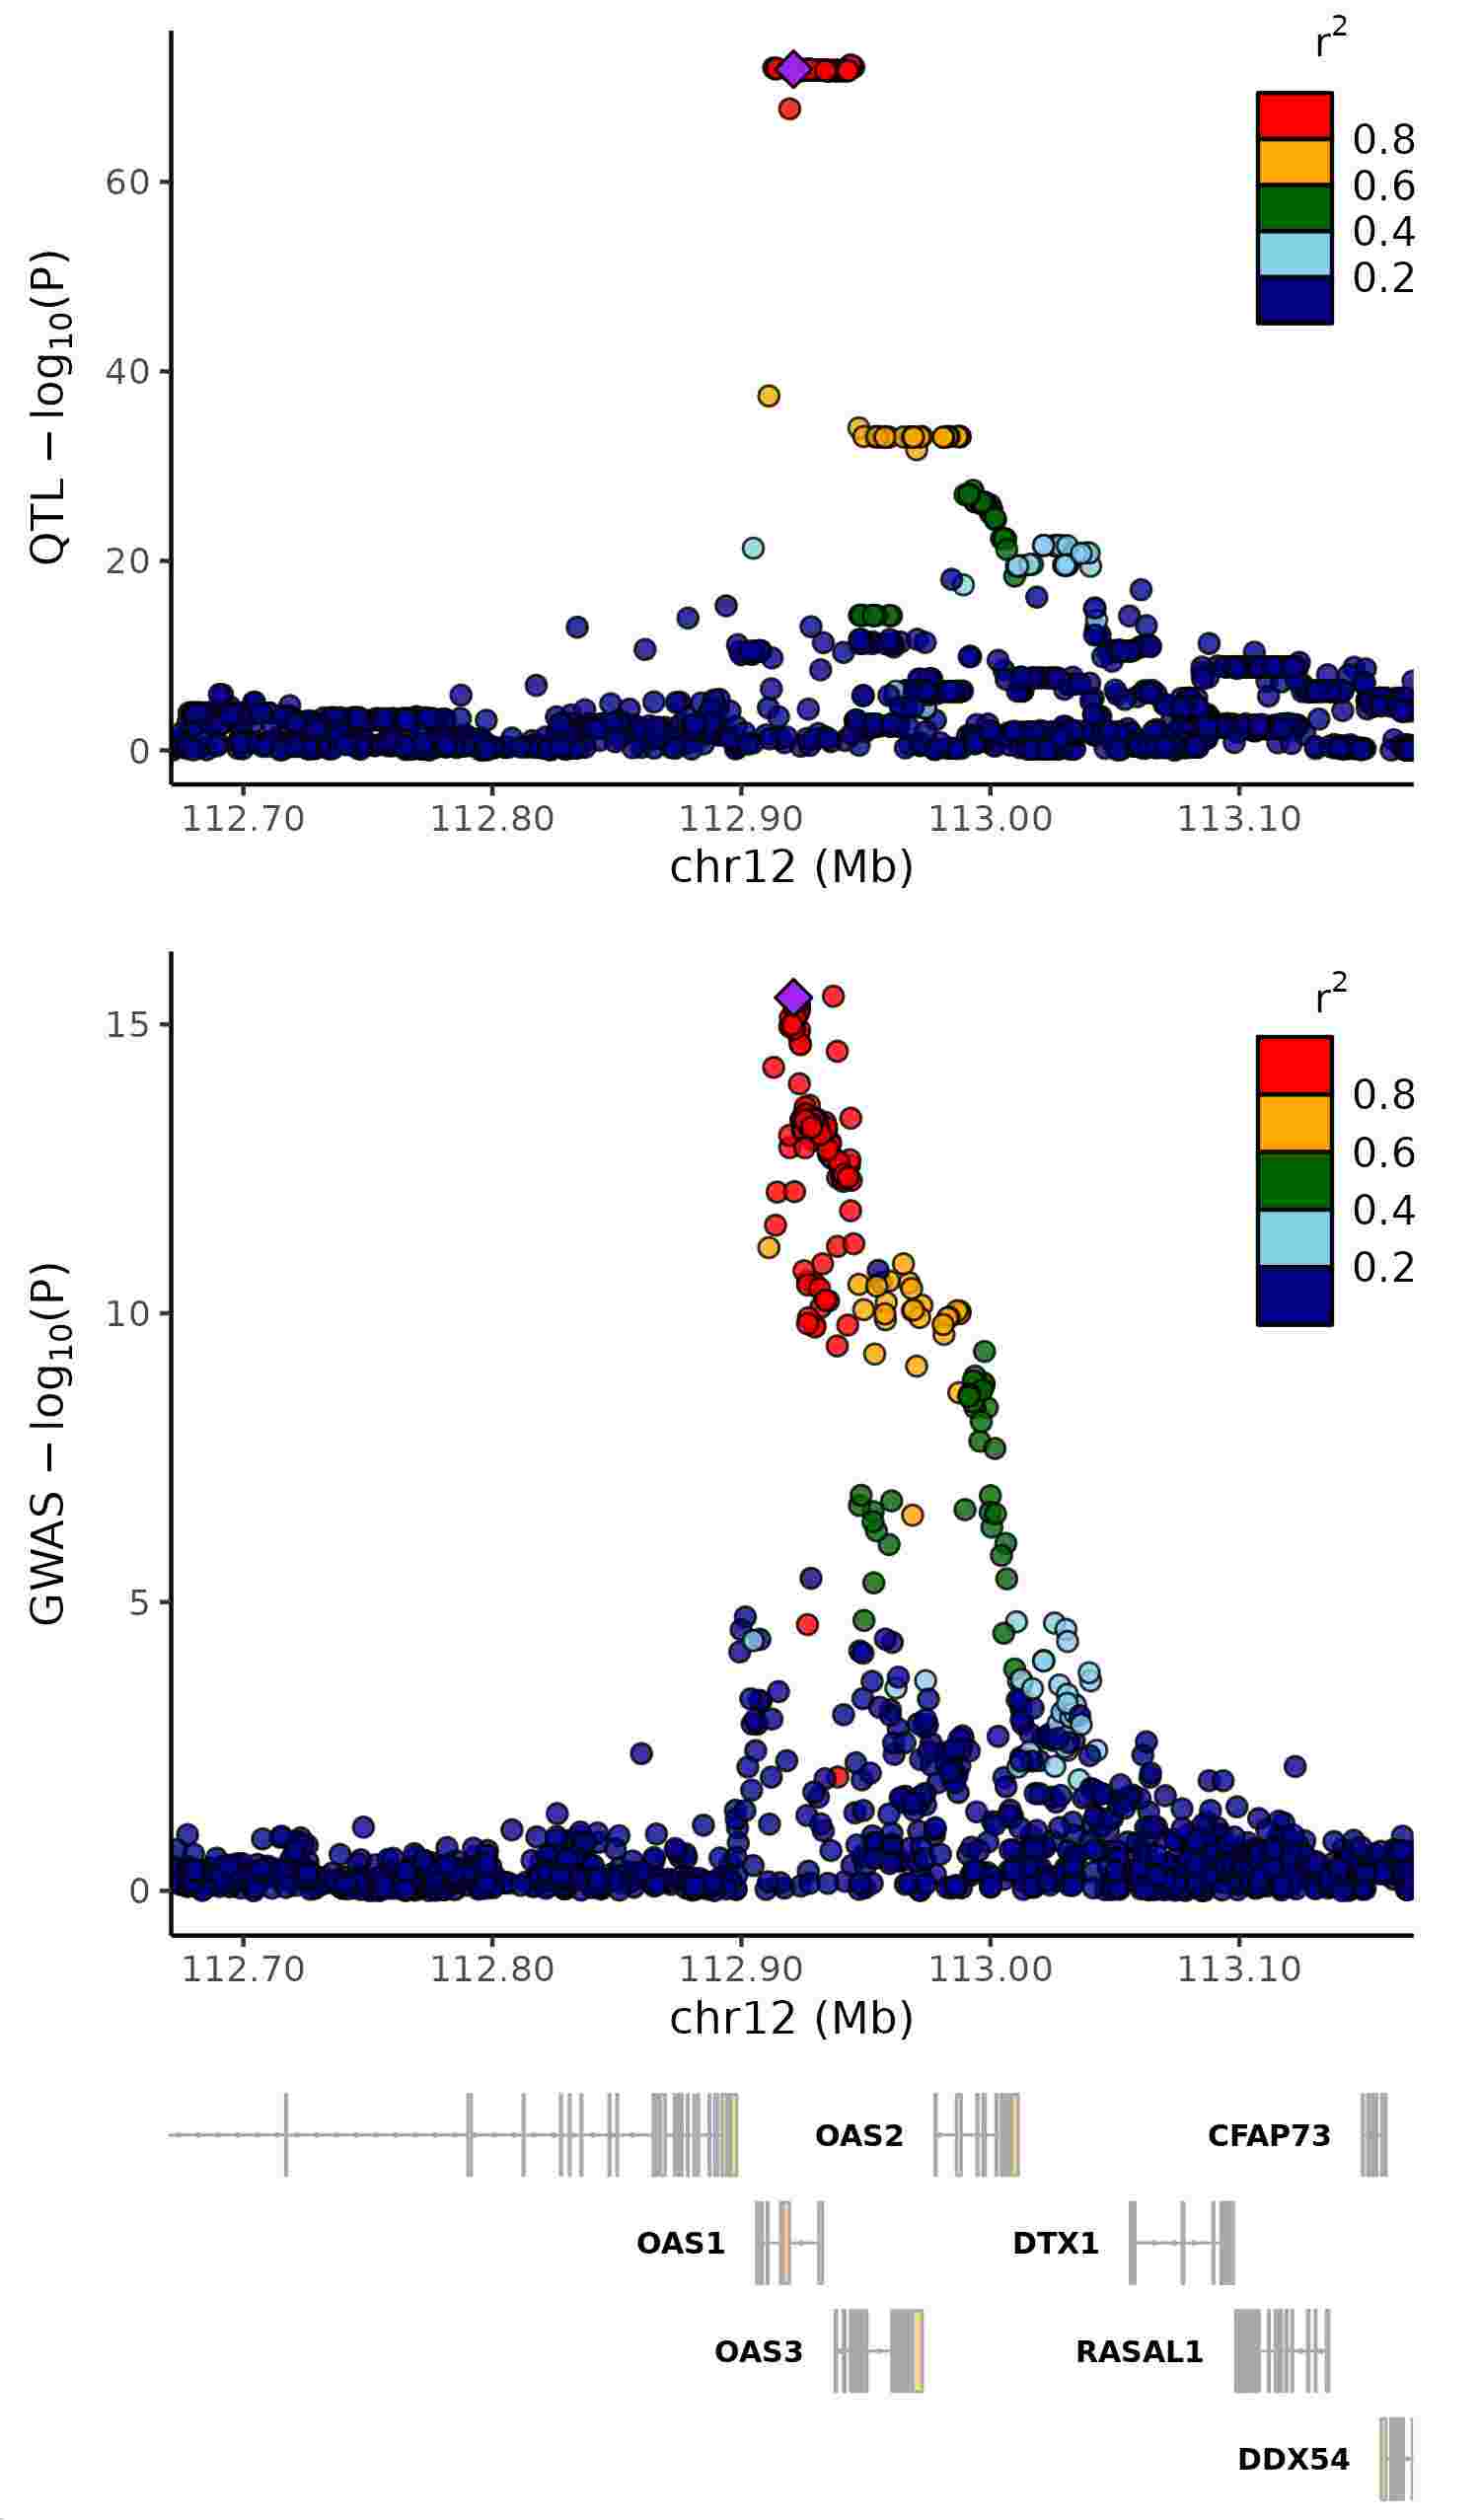 r²
0.8
0.6
0.4
0.2
QTL − log₁₀(P)
60
40
20
0
112.70 112.80 112.90 113.00 113.10
chr12 (Mb)
r²
0.8
0.6
0.4
0.2
GWAS − log₁₀(P)
15
10
5
0
112.70 112.80 112.90 113.00 113.10
chr12 (Mb)
OAS2 CFAP73
OAS1 DTX1
OAS3 RASAL1
DDX54